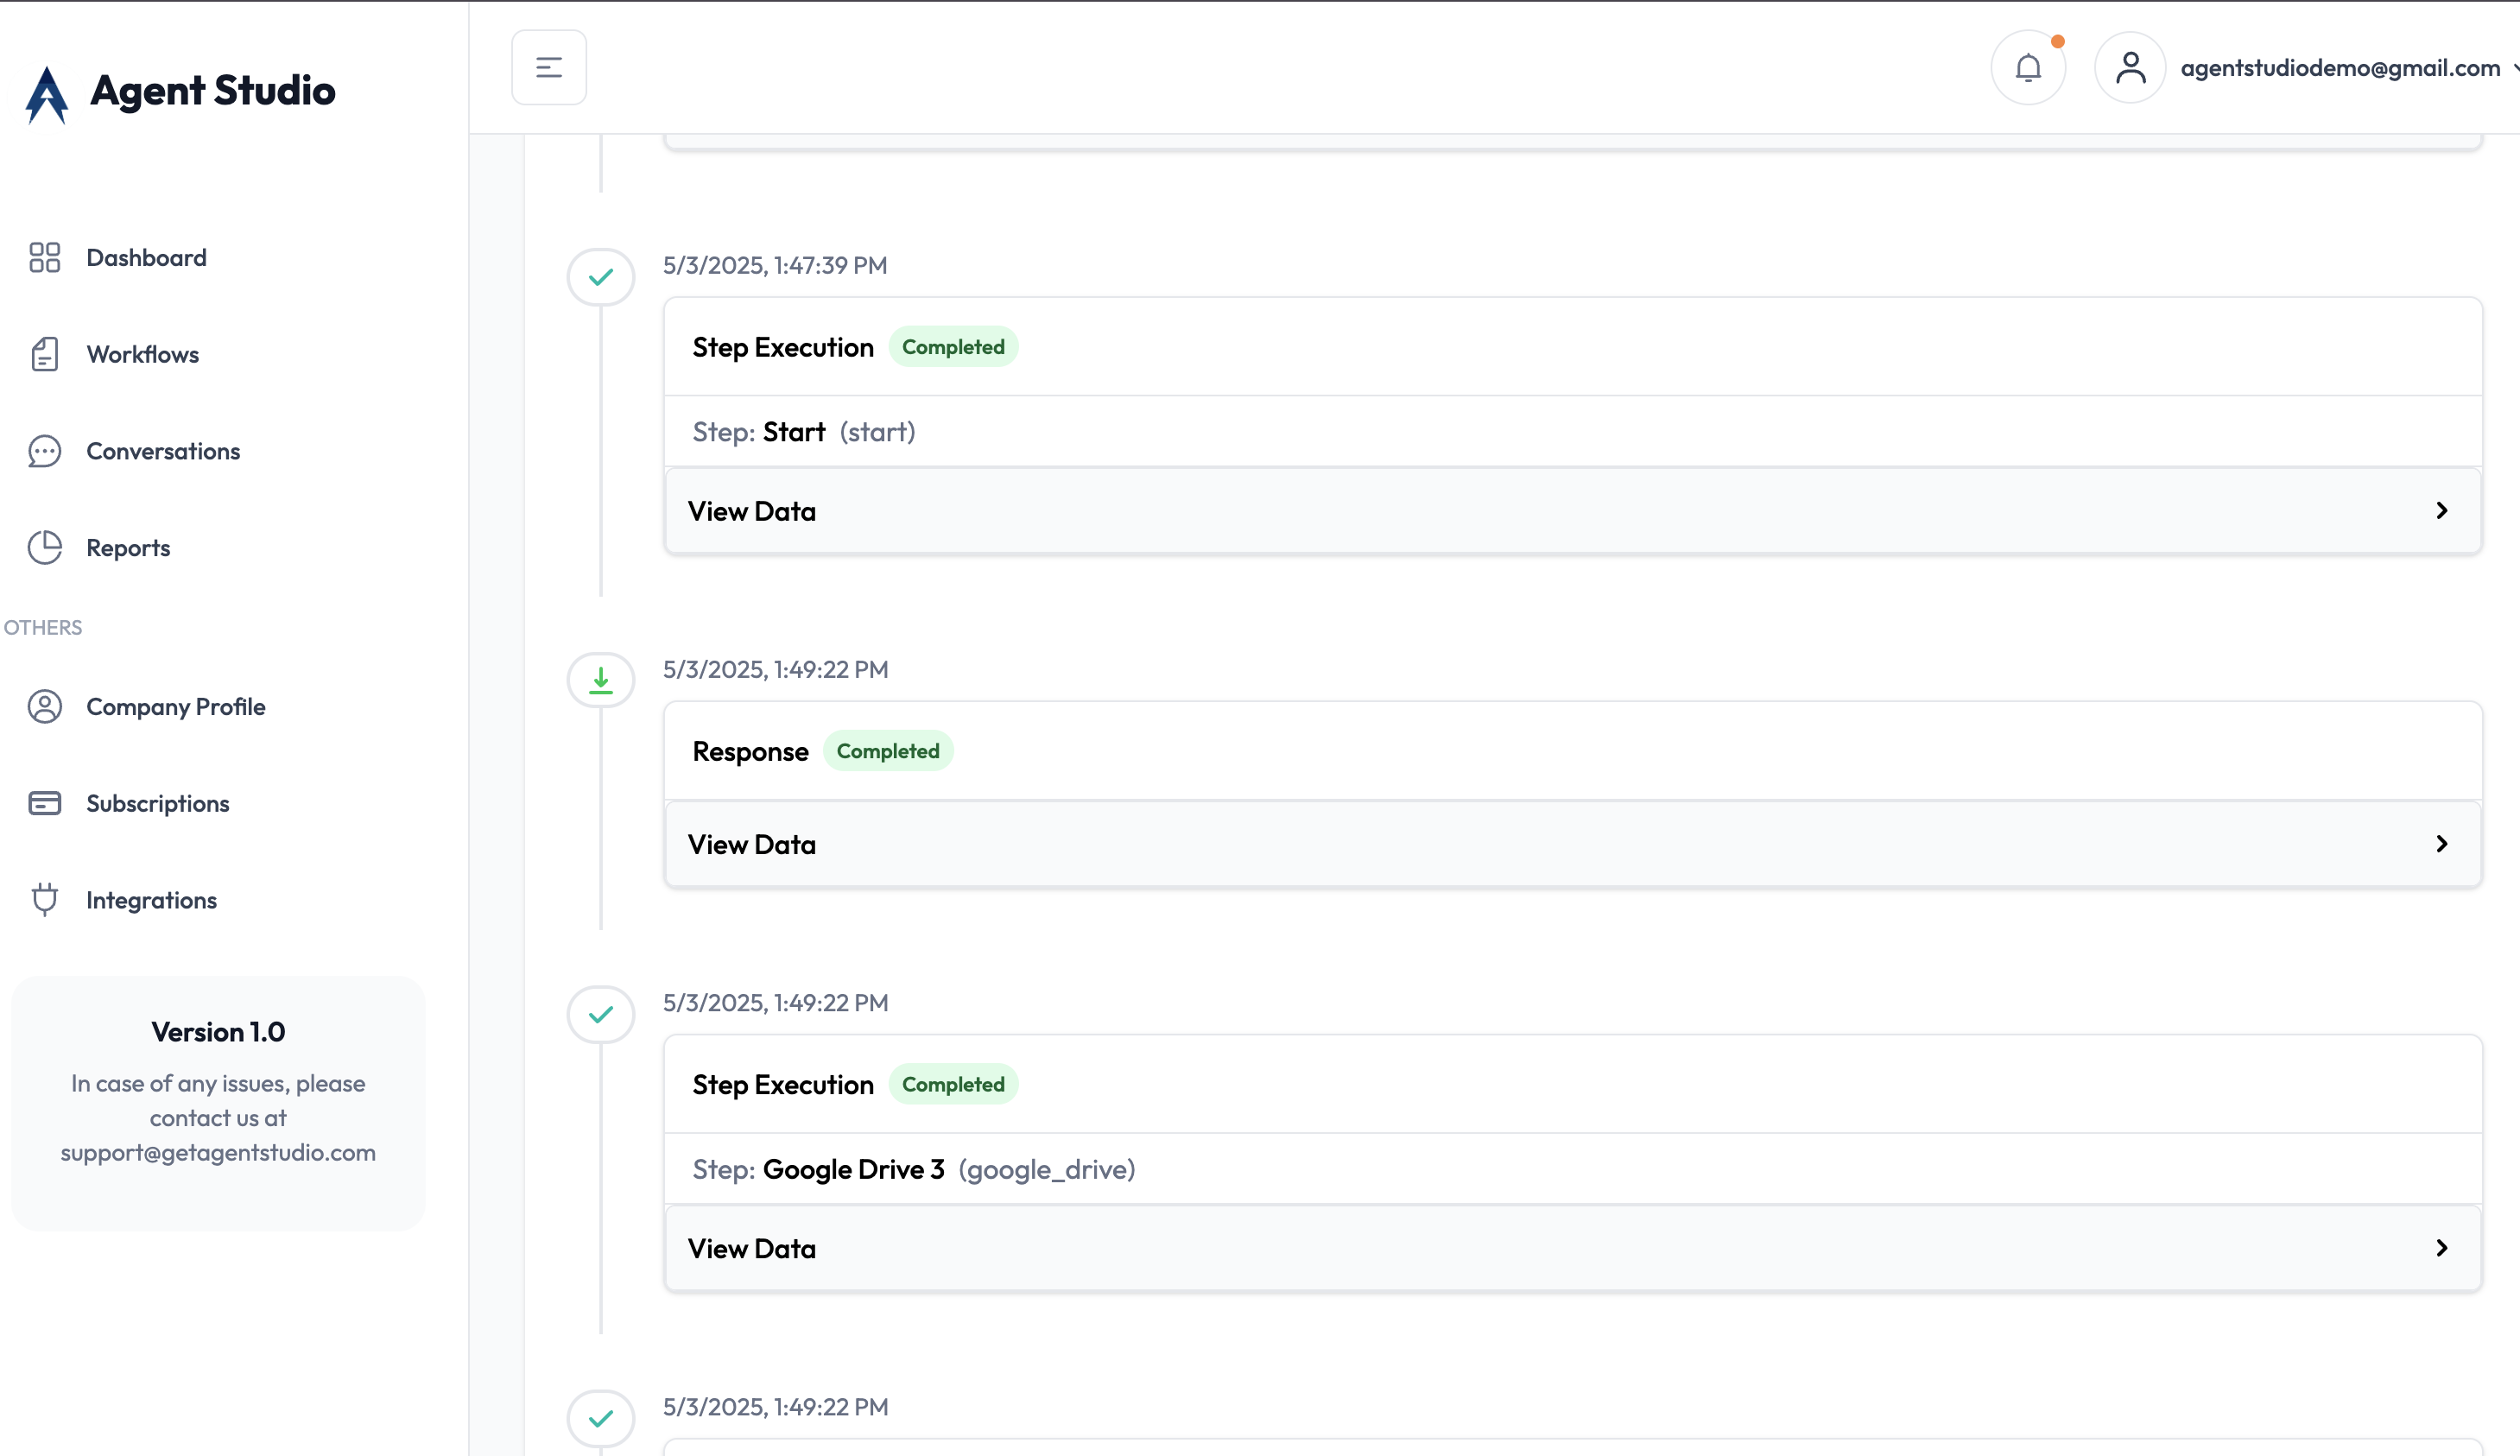 Agent Studio
agentstudiodemo@gmail.com
Dashboard
Workflows
Conversations
Reports
OTHERS
Company Profile
Subscriptions
Integrations
Version 1.0
In case of any issues, please
contact us at
support@getagentstudio.com
5/3/2025, 1:47:39 PM
Step Execution Completed
Step: Start (start)
View Data
5/3/2025, 1:49:22 PM
Response Completed
View Data
5/3/2025, 1:49:22 PM
Step Execution Completed
Step: Google Drive 3 (google_drive)
View Data
5/3/2025, 1:49:22 PM